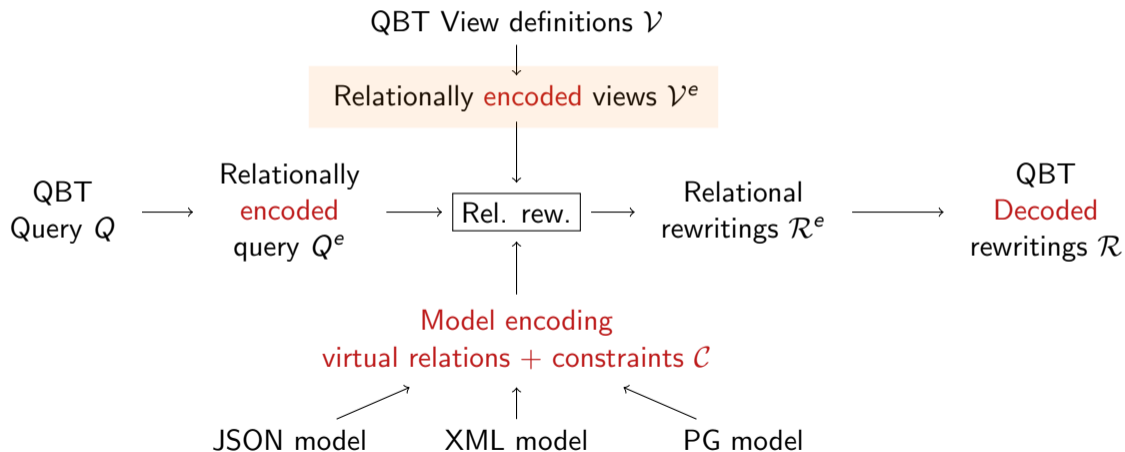 QBT View definitions 𝒱
Relationally encoded views 𝒱ᵉ
QBT
Query Q
Relationally
encoded
query Qᵉ
Rel. rew.
Relational
rewritings ℛᵉ
QBT
Decoded
rewritings ℛ
Model encoding
virtual relations + constraints 𝒞
JSON model
XML model
PG model